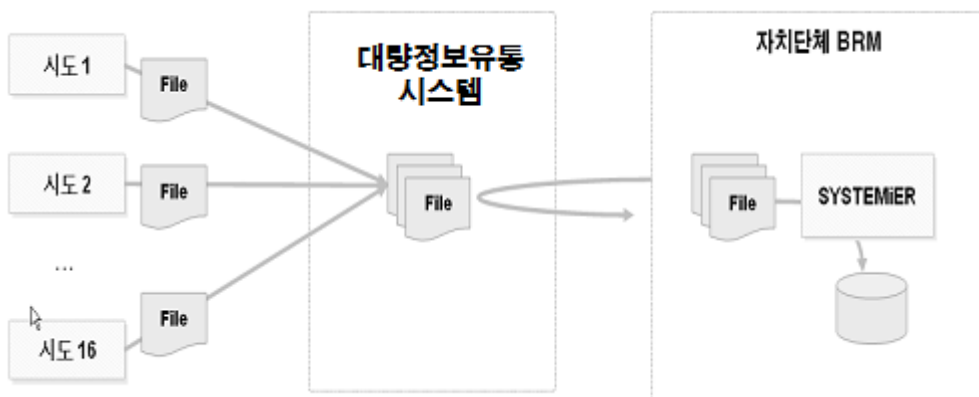 시도 1
File
시도 2
File
...
시도 16
File
대량정보유통
시스템
File
자치단체 BRM
File
SYSTEMiER